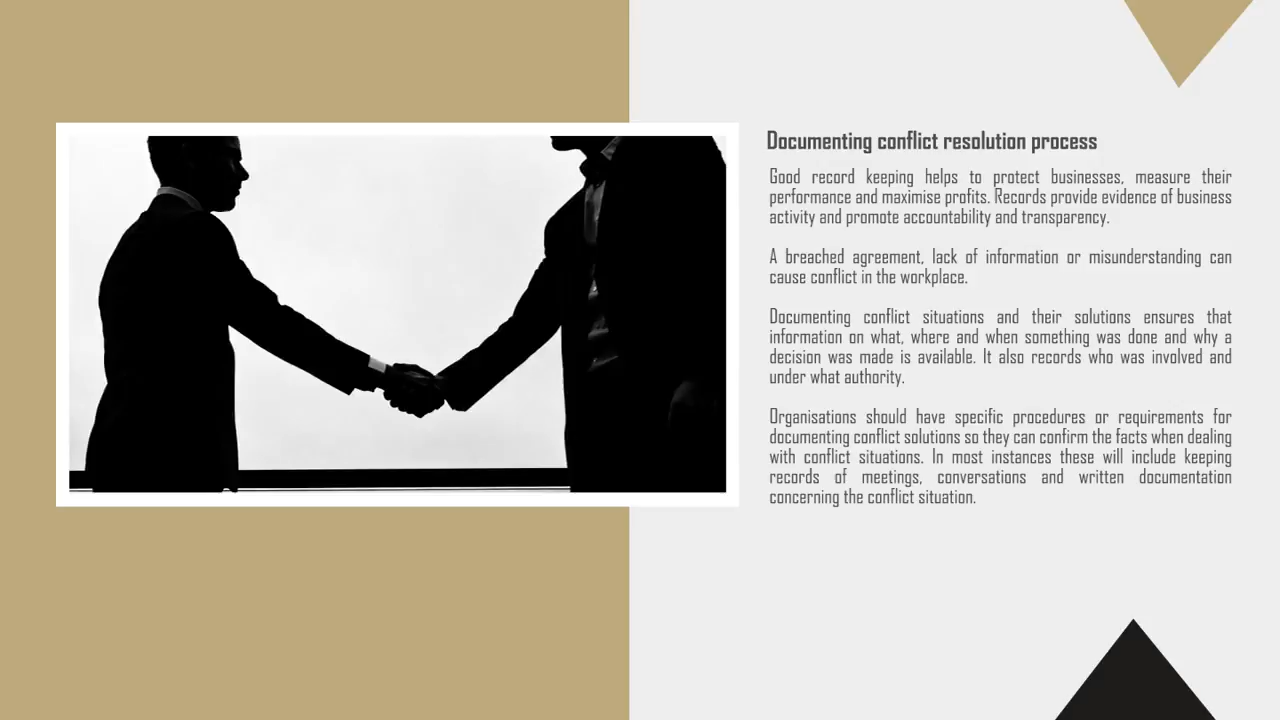 Documenting conflict resolution process
Good record keeping helps to protect businesses, measure their
performance and maximise profits. Records provide evidence of business
activity and promote accountability and transparency.
A breached agreement, lack of information or misunderstanding can
cause conflict in the workplace.
Documenting conflict situations and their solutions ensures that
information on what, where and when something was done and why a
decision was made is available. It also records who was involved and
under what authority.
Organisations should have specific procedures or requirements for
documenting conflict solutions so they can confirm the facts when dealing
with conflict situations. In most instances these will include keeping
records of meetings, conversations and written documentation
concerning the conflict situation.